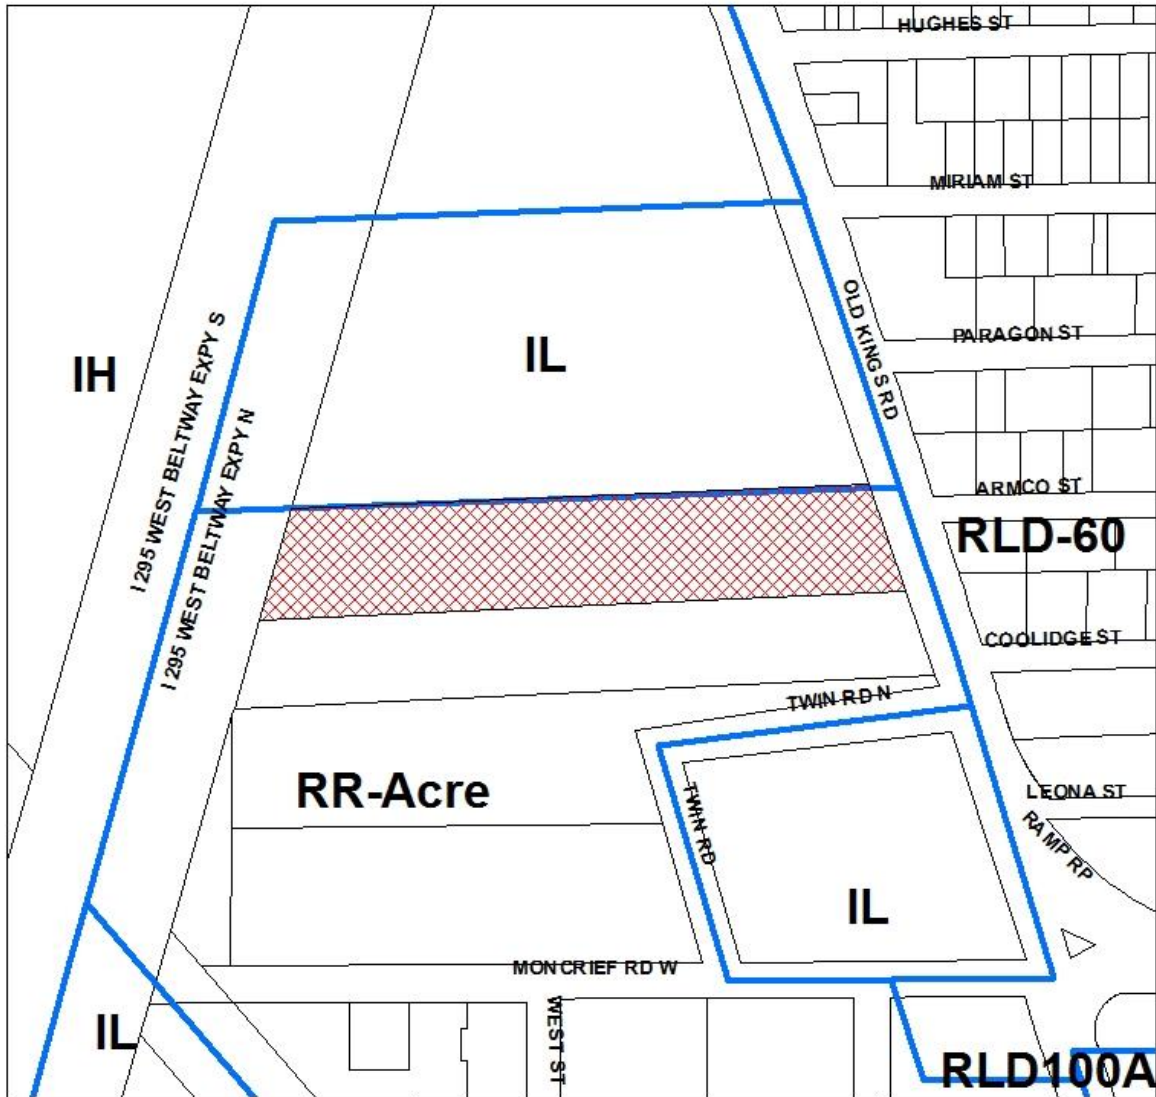 HUGHES ST
MIRIAM ST
OLD KINGS RD
PARAGON ST
IH
I 295 WEST BELTWAY EXPY S
IL
I 295 WEST BELTWAY EXPY N
ARMCO ST
RLD-60
COOLIDGE ST
TWIN RD N
RR-Acre
TWIN RD
LEONA ST
RAMP RP
IL
MONCRIEF RD W
IL
WEST ST
RLD100A